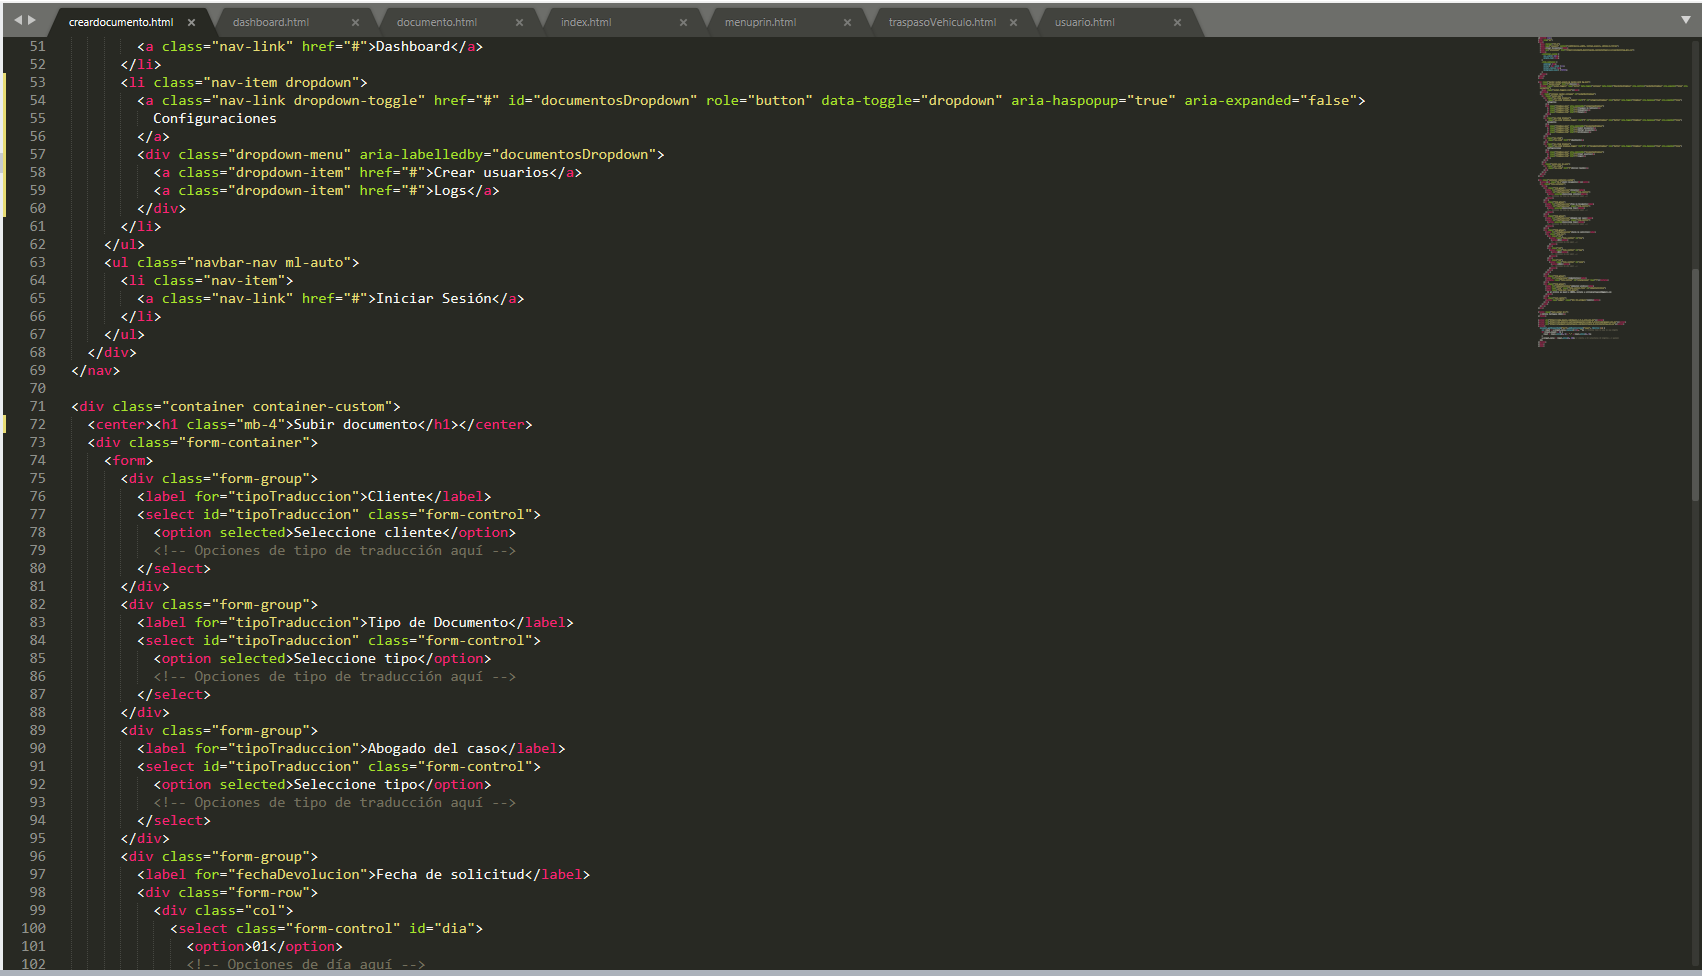 creardocumento.html × dashboard.html × documento.html × index.html × menuprin.html × traspasoVehiculo.html × usuario.html ×
51 <a class="nav-link" href="#">Dashboard</a>
52 </li>
53 <li class="nav-item dropdown">
54 <a class="nav-link dropdown-toggle" href="#" id="documentosDropdown" role="button" data-toggle="dropdown" aria-haspopup="true" aria-expanded="false">
55 Configuraciones
56 </a>
57 <div class="dropdown-menu" aria-labelledby="documentosDropdown">
58 <a class="dropdown-item" href="#">Crear usuarios</a>
59 <a class="dropdown-item" href="#">Logs</a>
60 </div>
61 </li>
62 </ul>
63 <ul class="navbar-nav ml-auto">
64 <li class="nav-item">
65 <a class="nav-link" href="#">Iniciar Sesión</a>
66 </li>
67 </ul>
68 </div>
69 </nav>
70
71 <div class="container container-custom">
72 <center><h1 class="mb-4">Subir documento</h1></center>
73 <div class="form-container">
74 <form>
75 <div class="form-group">
76 <label for="tipoTraduccion">Cliente</label>
77 <select id="tipoTraduccion" class="form-control">
78 <option selected>Seleccione cliente</option>
79 <!-- Opciones de tipo de traducción aquí -->
80 </select>
81 </div>
82 <div class="form-group">
83 <label for="tipoTraduccion">Tipo de Documento</label>
84 <select id="tipoTraduccion" class="form-control">
85 <option selected>Seleccione tipo</option>
86 <!-- Opciones de tipo de traducción aquí -->
87 </select>
88 </div>
89 <div class="form-group">
90 <label for="tipoTraduccion">Abogado del caso</label>
91 <select id="tipoTraduccion" class="form-control">
92 <option selected>Seleccione tipo</option>
93 <!-- Opciones de tipo de traducción aquí -->
94 </select>
95 </div>
96 <div class="form-group">
97 <label for="fechaDevolucion">Fecha de solicitud</label>
98 <div class="form-row">
99 <div class="col">
100 <select class="form-control" id="dia">
101 <option>01</option>
102 <!-- Opciones de día aquí -->